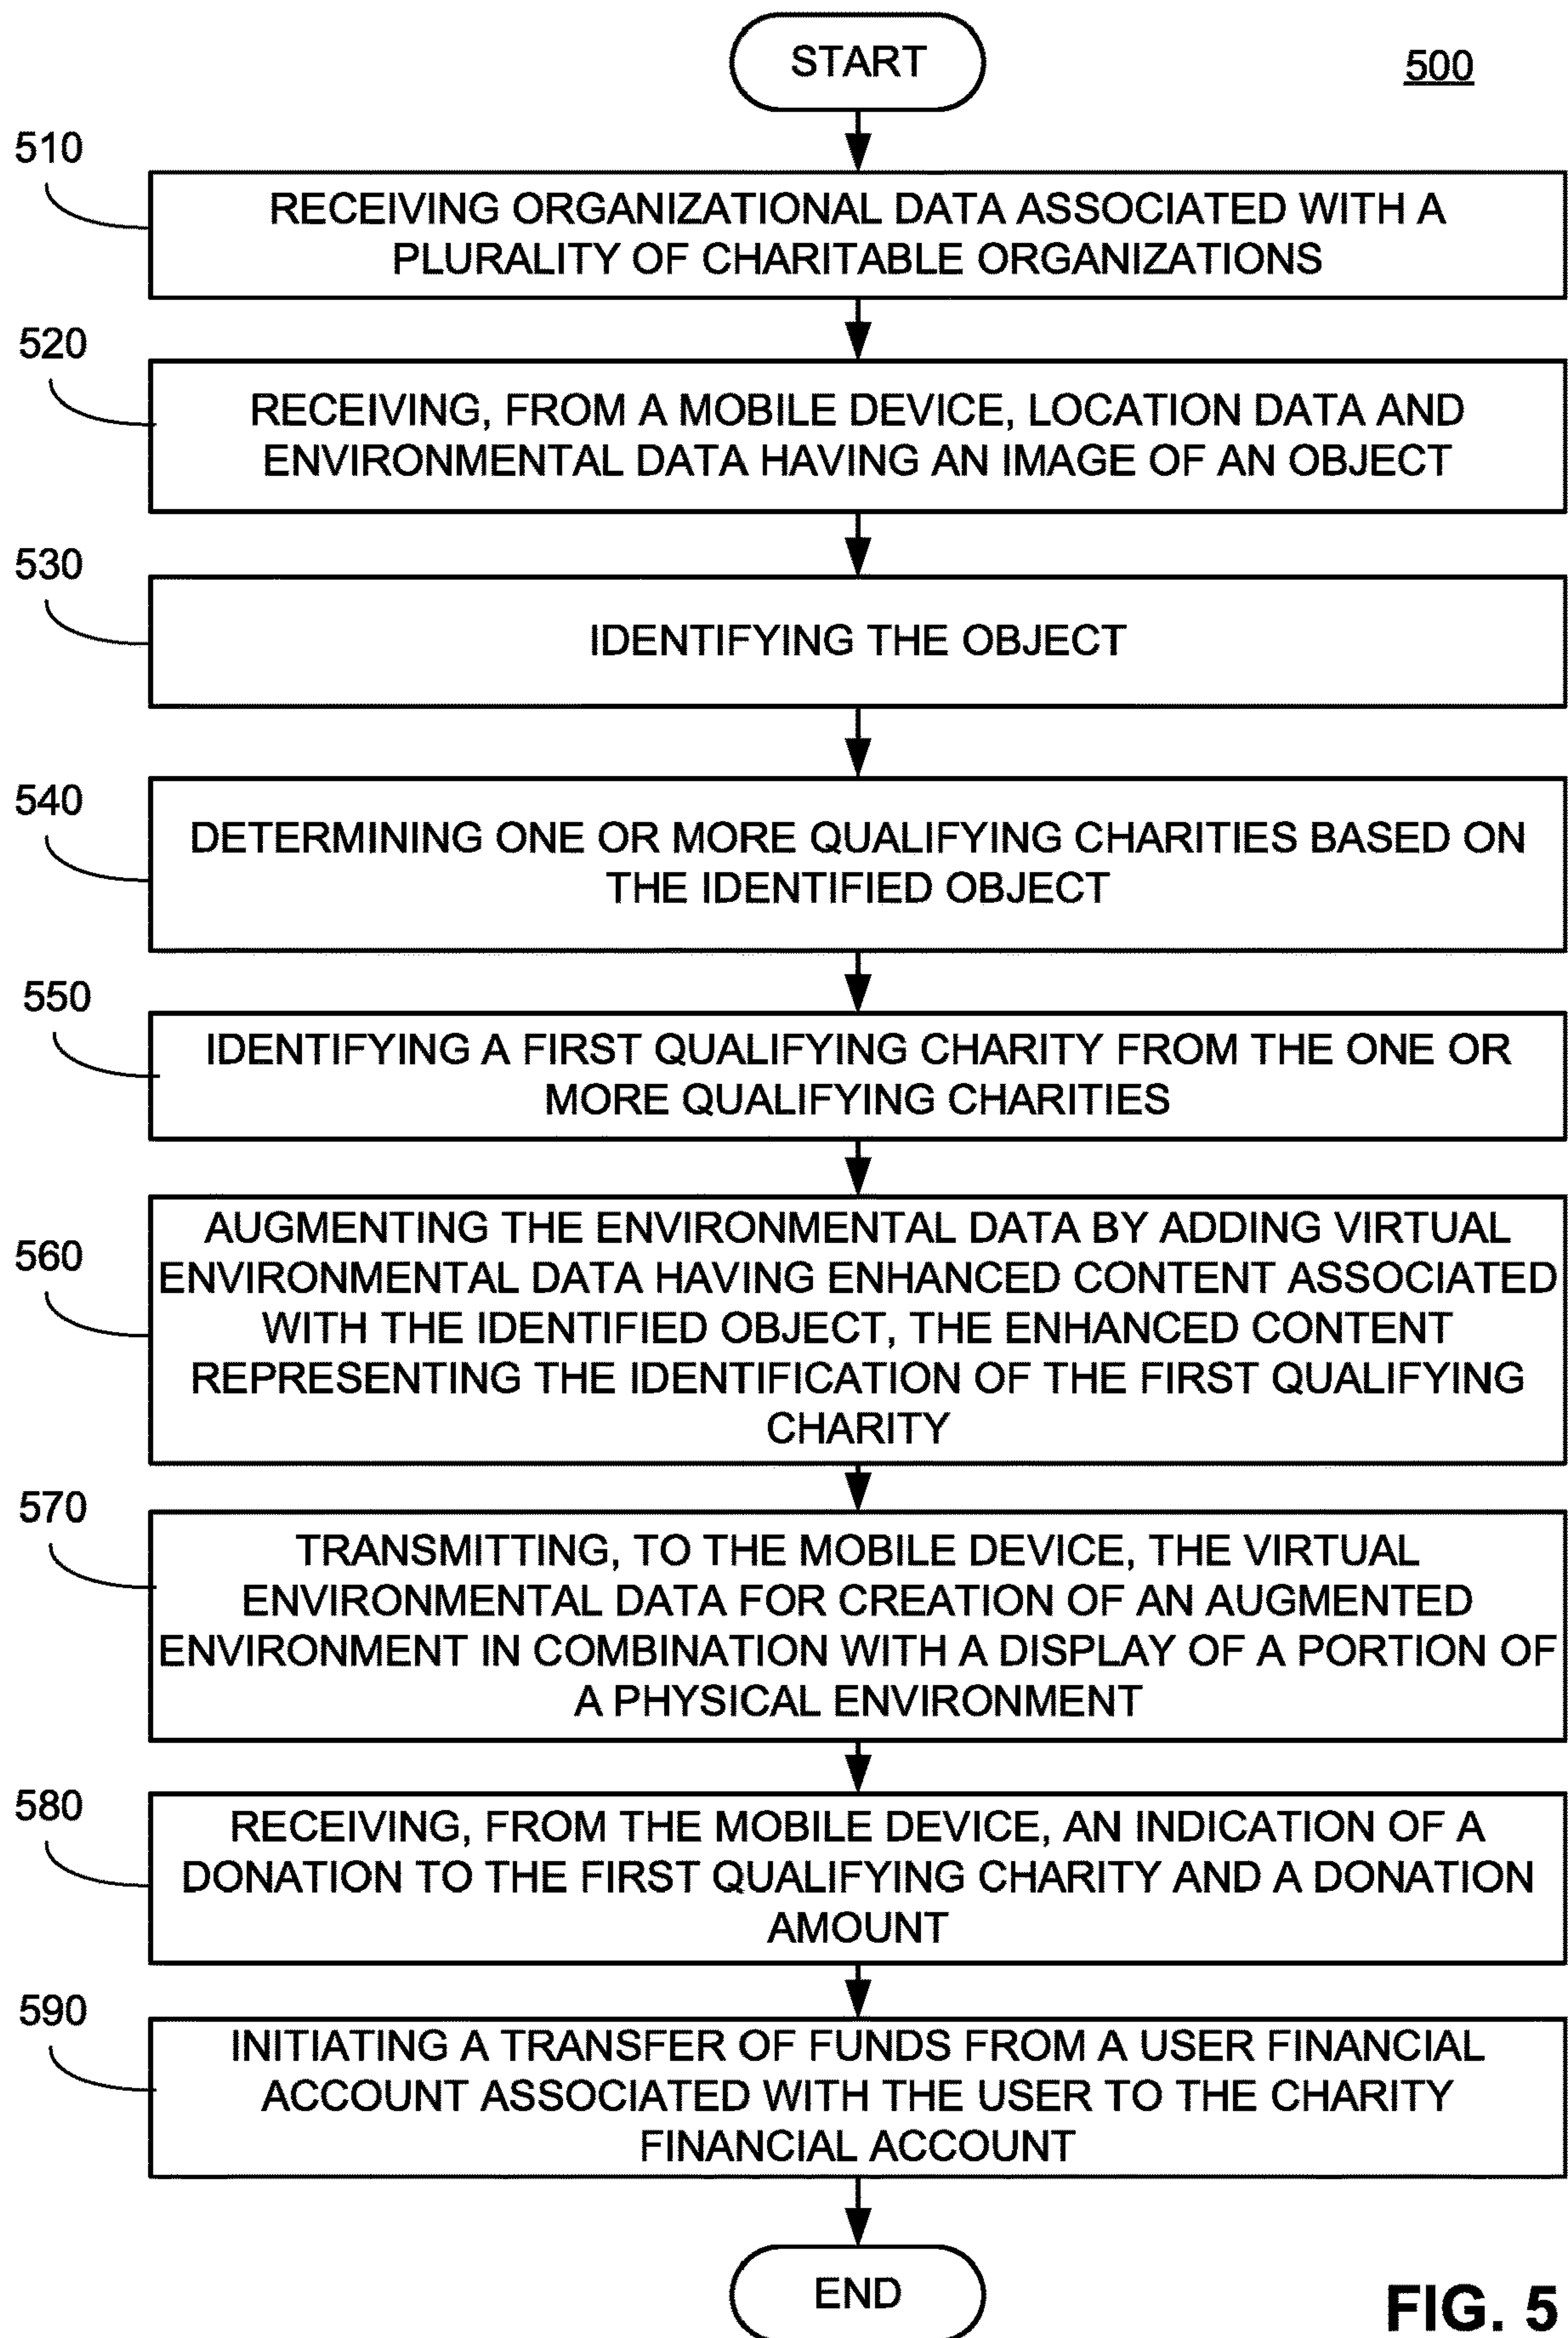 START
500
510
RECEIVING ORGANIZATIONAL DATA ASSOCIATED WITH A
PLURALITY OF CHARITABLE ORGANIZATIONS
520
RECEIVING, FROM A MOBILE DEVICE, LOCATION DATA AND
ENVIRONMENTAL DATA HAVING AN IMAGE OF AN OBJECT
530
IDENTIFYING THE OBJECT
540
DETERMINING ONE OR MORE QUALIFYING CHARITIES BASED ON
THE IDENTIFIED OBJECT
550
IDENTIFYING A FIRST QUALIFYING CHARITY FROM THE ONE OR
MORE QUALIFYING CHARITIES
560
AUGMENTING THE ENVIRONMENTAL DATA BY ADDING VIRTUAL
ENVIRONMENTAL DATA HAVING ENHANCED CONTENT ASSOCIATED
WITH THE IDENTIFIED OBJECT, THE ENHANCED CONTENT
REPRESENTING THE IDENTIFICATION OF THE FIRST QUALIFYING
CHARITY
570
TRANSMITTING, TO THE MOBILE DEVICE, THE VIRTUAL
ENVIRONMENTAL DATA FOR CREATION OF AN AUGMENTED
ENVIRONMENT IN COMBINATION WITH A DISPLAY OF A PORTION OF
A PHYSICAL ENVIRONMENT
580
RECEIVING, FROM THE MOBILE DEVICE, AN INDICATION OF A
DONATION TO THE FIRST QUALIFYING CHARITY AND A DONATION
AMOUNT
590
INITIATING A TRANSFER OF FUNDS FROM A USER FINANCIAL
ACCOUNT ASSOCIATED WITH THE USER TO THE CHARITY
FINANCIAL ACCOUNT
END
FIG. 5